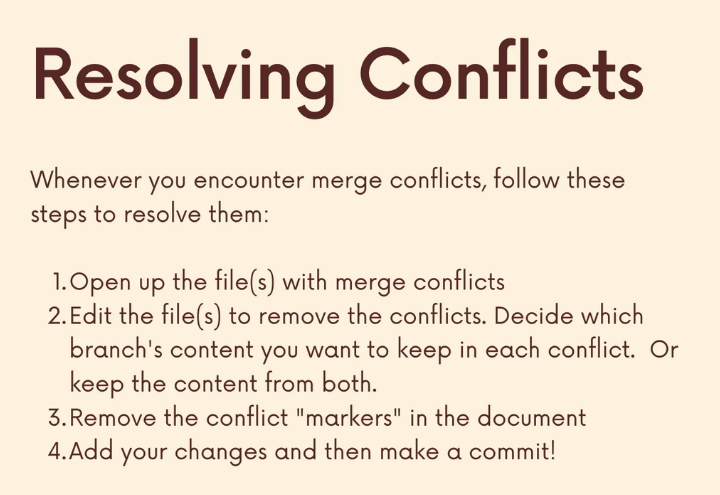 Resolving Conflicts
Whenever you encounter merge conflicts, follow these
steps to resolve them:
1.Open up the file(s) with merge conflicts
2.Edit the file(s) to remove the conflicts. Decide which
branch's content you want to keep in each conflict.  Or
keep the content from both.
3.Remove the conflict "markers" in the document
4.Add your changes and then make a commit!